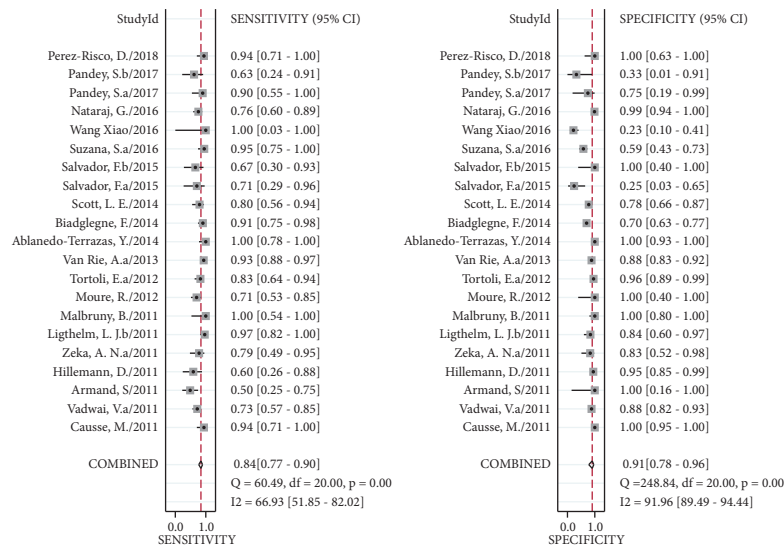 StudyId SENSITIVITY (95% CI)
Perez-Risco, D./2018 0.94 [0.71 - 1.00]
Pandey, S.b/2017 0.63 [0.24 - 0.91]
Pandey, S.a/2017 0.90 [0.55 - 1.00]
Nataraj, G./2016 0.76 [0.60 - 0.89]
Wang Xiao/2016 1.00 [0.03 - 1.00]
Suzana, S.a/2016 0.95 [0.75 - 1.00]
Salvador, F.b/2015 0.67 [0.30 - 0.93]
Salvador, F.a/2015 0.71 [0.29 - 0.96]
Scott, L. E./2014 0.80 [0.56 - 0.94]
Biadglegne, F./2014 0.91 [0.75 - 0.98]
Ablanedo-Terrazas, Y./2014 1.00 [0.78 - 1.00]
Van Rie, A.a/2013 0.93 [0.88 - 0.97]
Tortoli, E.a/2012 0.83 [0.64 - 0.94]
Moure, R./2012 0.71 [0.53 - 0.85]
Malbruny, B./2011 1.00 [0.54 - 1.00]
Ligthelm, L. J.b/2011 0.97 [0.82 - 1.00]
Zeka, A. N.a/2011 0.79 [0.49 - 0.95]
Hillemann, D./2011 0.60 [0.26 - 0.88]
Armand, S/2011 0.50 [0.25 - 0.75]
Vadwai, V.a/2011 0.73 [0.57 - 0.85]
Causse, M./2011 0.94 [0.71 - 1.00]
COMBINED 0.84 [0.77 - 0.90]
Q = 60.49, df = 20.00, p = 0.00
I2 = 66.93 [51.85 - 82.02]
0.0 1.0
SENSITIVITY
StudyId SPECIFICITY (95% CI)
Perez-Risco, D./2018 1.00 [0.63 - 1.00]
Pandey, S.b/2017 0.33 [0.01 - 0.91]
Pandey, S.a/2017 0.75 [0.19 - 0.99]
Nataraj, G./2016 0.99 [0.94 - 1.00]
Wang Xiao/2016 0.23 [0.10 - 0.41]
Suzana, S.a/2016 0.59 [0.43 - 0.73]
Salvador, F.b/2015 1.00 [0.40 - 1.00]
Salvador, F.a/2015 0.25 [0.03 - 0.65]
Scott, L. E./2014 0.78 [0.66 - 0.87]
Biadglegne, F./2014 0.70 [0.63 - 0.77]
Ablanedo-Terrazas, Y./2014 1.00 [0.93 - 1.00]
Van Rie, A.a/2013 0.88 [0.83 - 0.92]
Tortoli, E.a/2012 0.96 [0.89 - 0.99]
Moure, R./2012 1.00 [0.40 - 1.00]
Malbruny, B./2011 1.00 [0.80 - 1.00]
Ligthelm, L. J.b/2011 0.84 [0.60 - 0.97]
Zeka, A. N.a/2011 0.83 [0.52 - 0.98]
Hillemann, D./2011 0.95 [0.85 - 0.99]
Armand, S/2011 1.00 [0.16 - 1.00]
Vadwai, V.a/2011 0.88 [0.82 - 0.93]
Causse, M./2011 1.00 [0.95 - 1.00]
COMBINED 0.91 [0.78 - 0.96]
Q =248.84, df = 20.00, p = 0.00
I2 = 91.96 [89.49 - 94.44]
0.0 1.0
SPECIFICITY